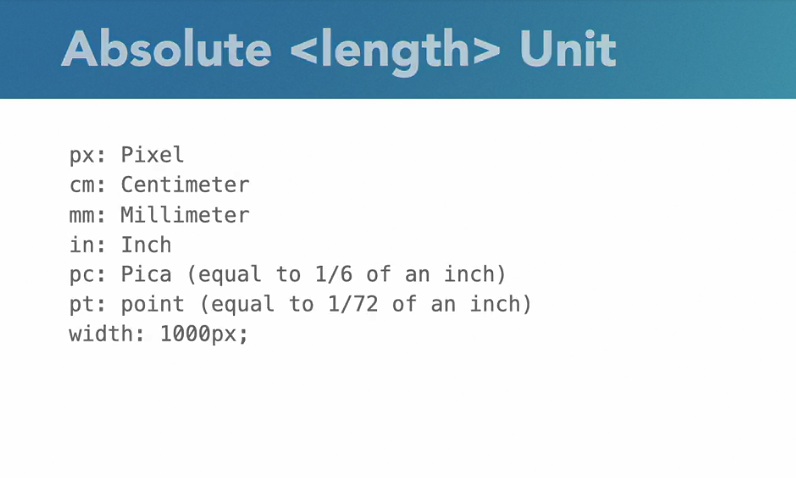 Absolute <length> Unit
px: Pixel
cm: Centimeter
mm: Millimeter
in: Inch
pc: Pica (equal to 1/6 of an inch)
pt: point (equal to 1/72 of an inch)
width: 1000px;